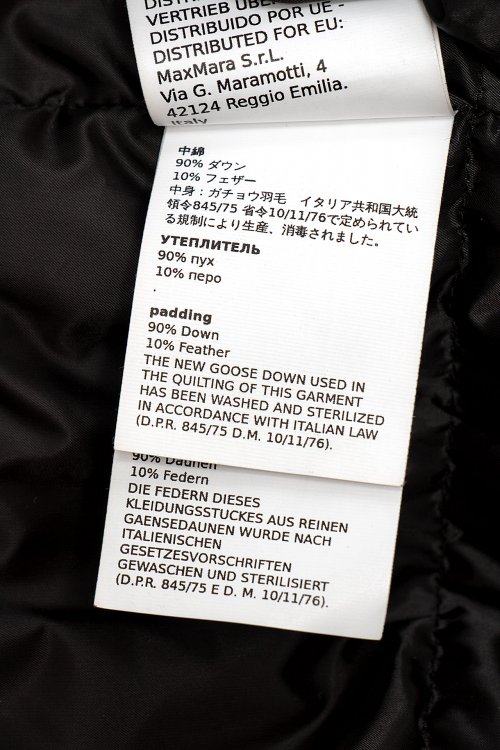 VERTRIEB ÜBER
DISTRIBUIDO POR UE -
DISTRIBUTED FOR EU:
MaxMara S.r.L.
Via G. Maramotti, 4
42124 Reggio Emilia.
Italy
中綿
90% ダウン
10% フェザー
中身：ガチョウ羽毛　イタリア共和国大統
領令845/75 省令10/11/76で定められてい
る規制により生産、消毒されました。
УТЕПЛИТЕЛЬ
90% пух
10% перо
.
padding
90% Down
10% Feather
THE NEW GOOSE DOWN USED IN
THE QUILTING OF THIS GARMENT
HAS BEEN WASHED AND STERILIZED
IN ACCORDANCE WITH ITALIAN LAW
(D.P.R. 845/75 D.M. 10/11/76).
90% Daunen
10% Federn
DIE FEDERN DIESES
KLEIDUNGSSTUCKES AUS REINEN
GAENSEDAUNEN WURDE NACH
ITALIENISCHEN
GESETZESVORSCHRIFTEN
GEWASCHEN UND STERILISIERT
(D.P.R. 845/75 E D. M. 10/11/76).